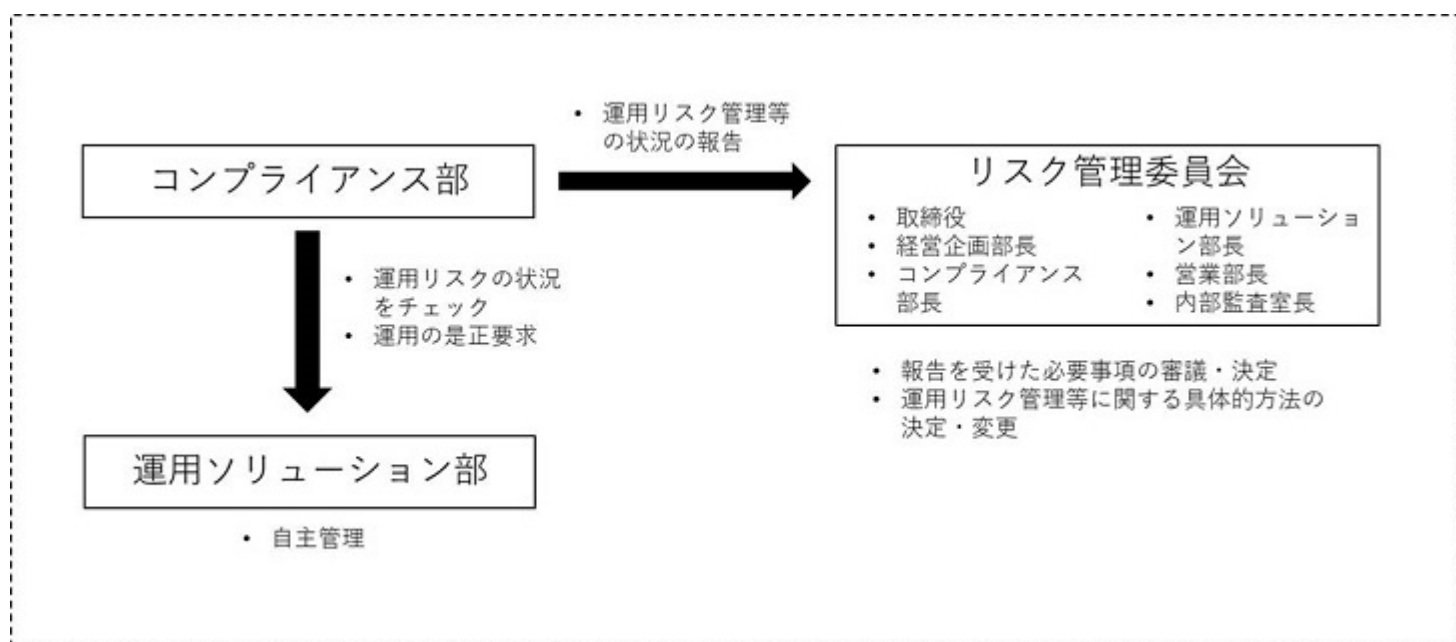 • 運用リスク管理等
の状況の報告
コンプライアンス部
リスク管理委員会
• 取締役
• 経営企画部長
• コンプライアンス
部長
• 運用ソリューショ
ン部長
• 営業部長
• 内部監査室長
• 運用リスクの状況
をチェック
• 運用の是正要求
• 報告を受けた必要事項の審議・決定
• 運用リスク管理等に関する具体的方法の
決定・変更
運用ソリューション部
• 自主管理